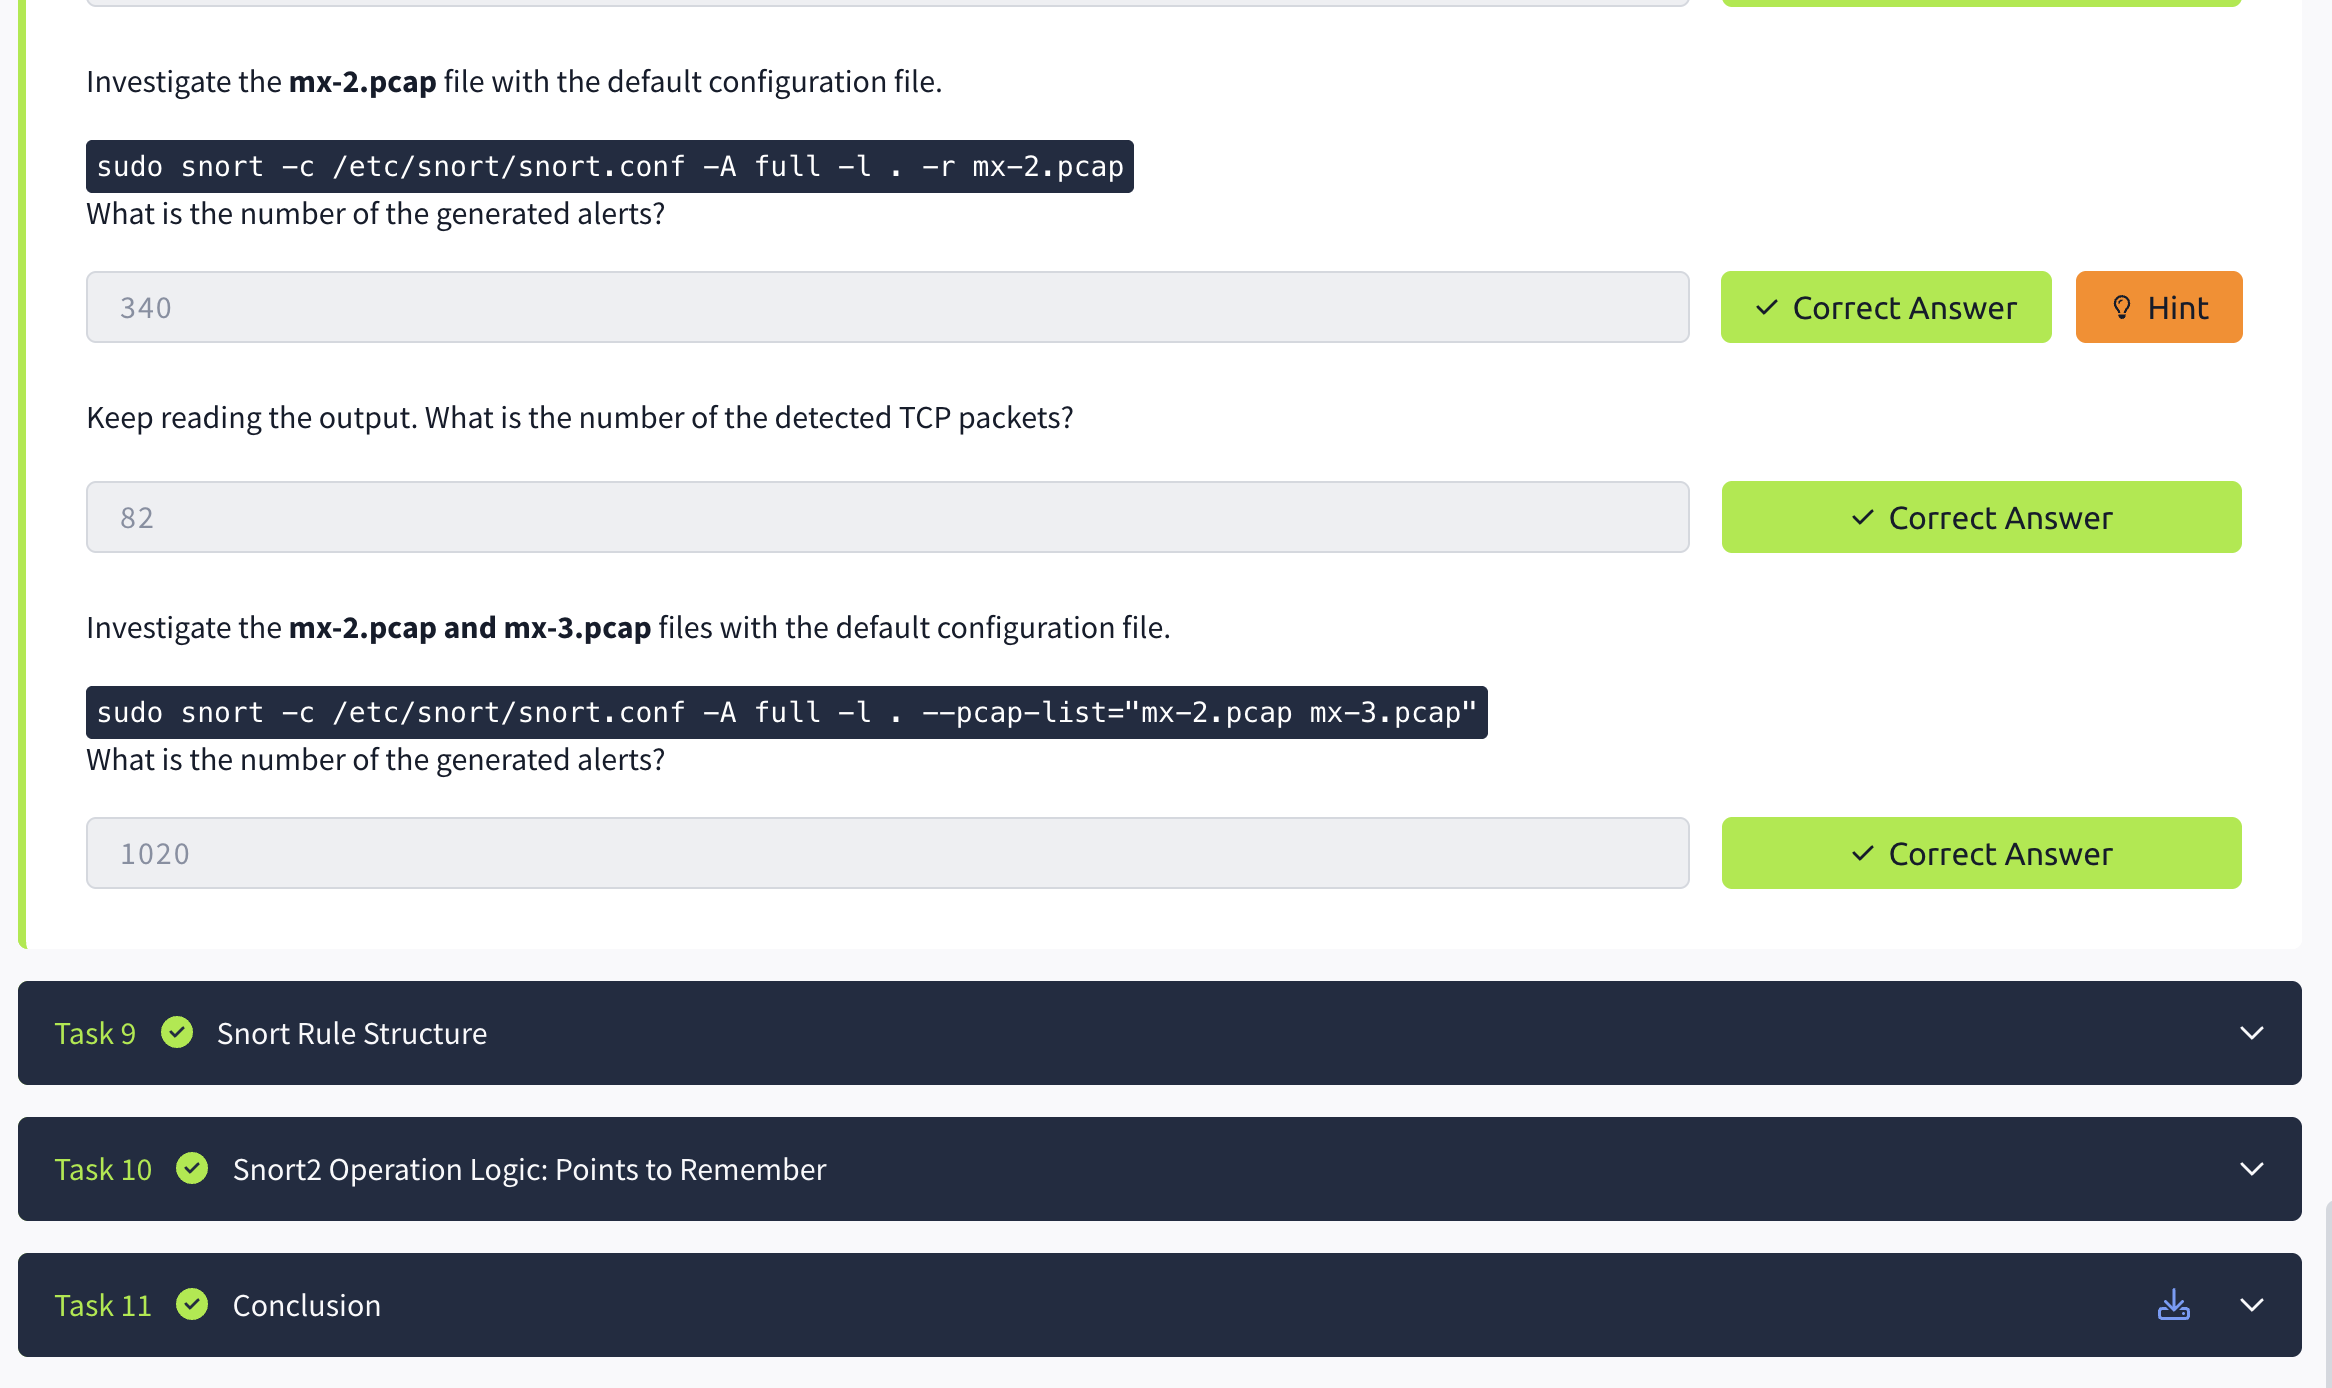 Investigate the mx-2.pcap file with the default configuration file.
sudo snort -c /etc/snort/snort.conf -A full -l . -r mx-2.pcap
What is the number of the generated alerts?
340
Correct Answer
Hint
Keep reading the output. What is the number of the detected TCP packets?
82
Correct Answer
Investigate the mx-2.pcap and mx-3.pcap files with the default configuration file.
sudo snort -c /etc/snort/snort.conf -A full -l . --pcap-list="mx-2.pcap mx-3.pcap"
What is the number of the generated alerts?
1020
Correct Answer
Task 9 Snort Rule Structure
Task 10 Snort2 Operation Logic: Points to Remember
Task 11 Conclusion